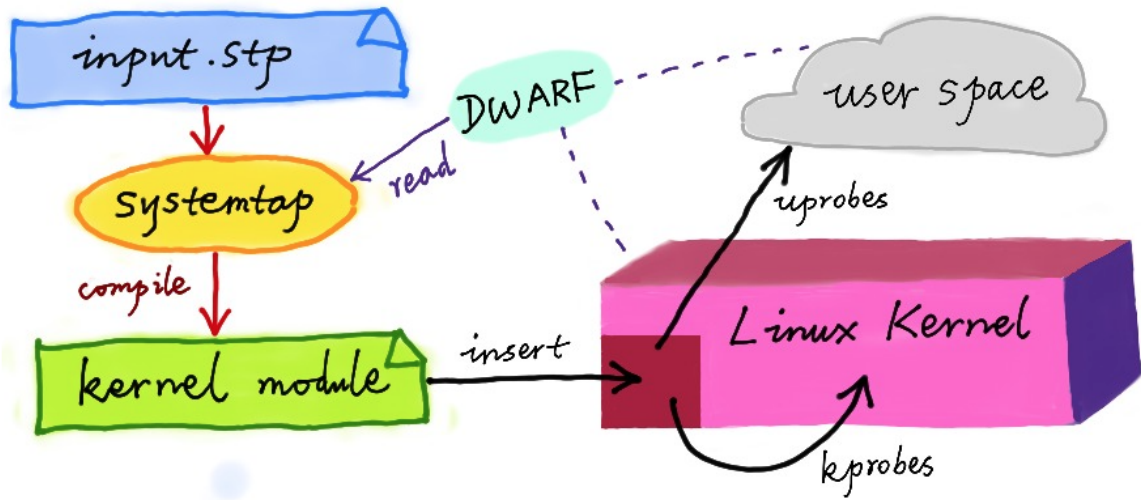 input.stp
DWARF
user space
systemtap
read
uprobes
compile
Linux Kernel
kernel module
insert
kprobes